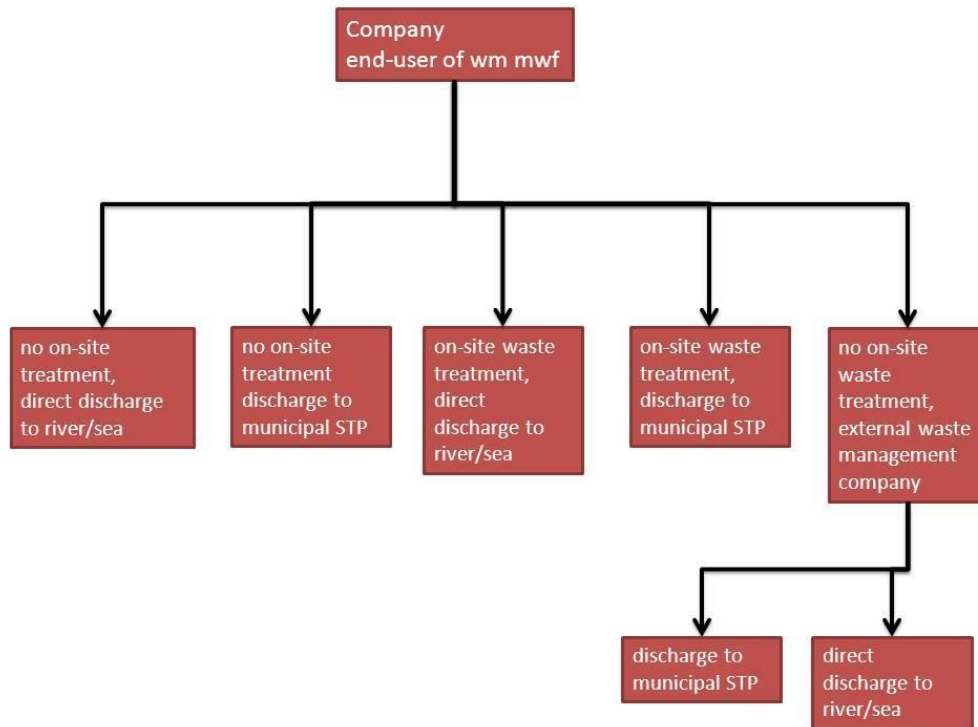 Company
end-user of wm mwf
no on-site
treatment,
direct discharge
to river/sea
no on-site
treatment
discharge to
municipal STP
on-site waste
treatment,
direct
discharge to
river/sea
on-site waste
treatment,
discharge to
municipal STP
no on-site
waste
treatment,
external waste
management
company
discharge to
municipal STP
direct
discharge to
river/sea